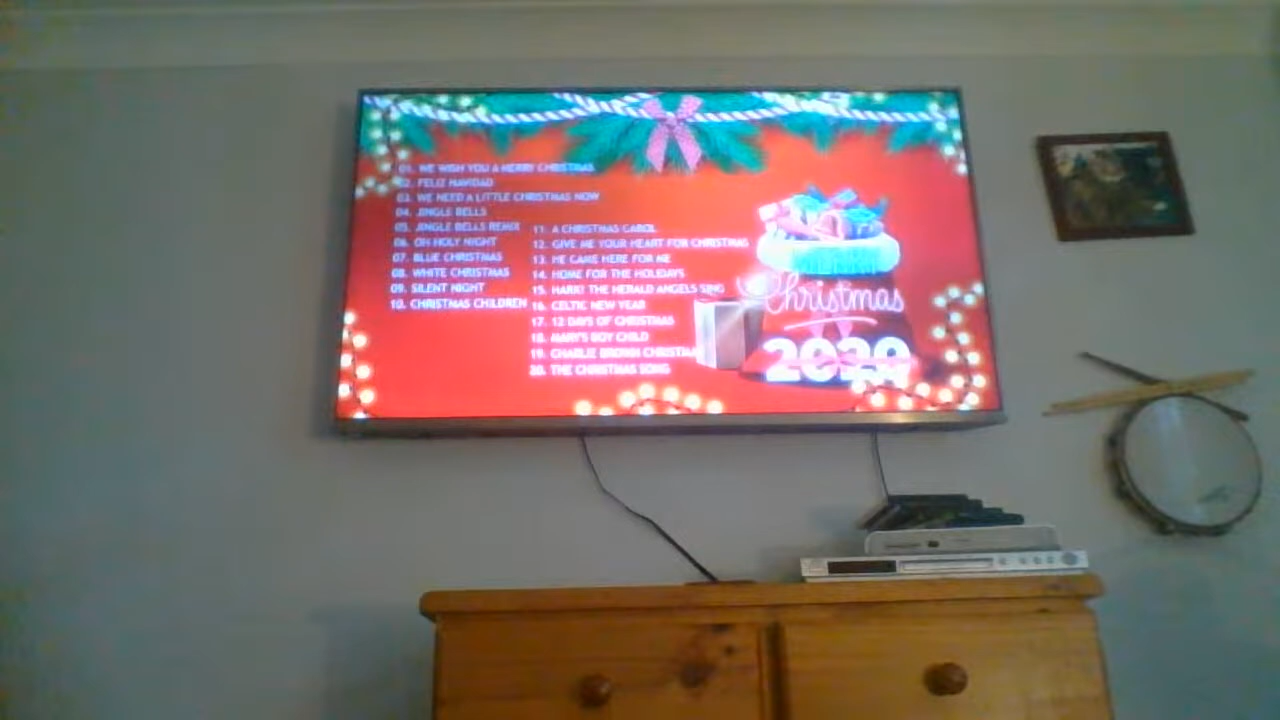 01. WE WISH YOU A MERRY CHRISTMAS
02. FELIZ NAVIDAD
03. WE NEED A LITTLE CHRISTMAS NOW
04. JINGLE BELLS
05. JINGLE BELLS REMIX
06. OH HOLY NIGHT
07. BLUE CHRISTMAS
08. WHITE CHRISTMAS
09. SILENT NIGHT
10. CHRISTMAS CHILDREN
11. A CHRISTMAS CAROL
12. GIVE ME YOUR HEART FOR CHRISTMAS
13. HE CAME HERE FOR ME
14. HOME FOR THE HOLIDAYS
15. HARK! THE HERALD ANGELS SING
16. CELTIC NEW YEAR
17. 12 DAYS OF CHRISTMAS
18. MARY'S BOY CHILD
19. CHARLIE BROWN CHRISTMAS
20. THE CHRISTMAS SONG
Christmas
2020